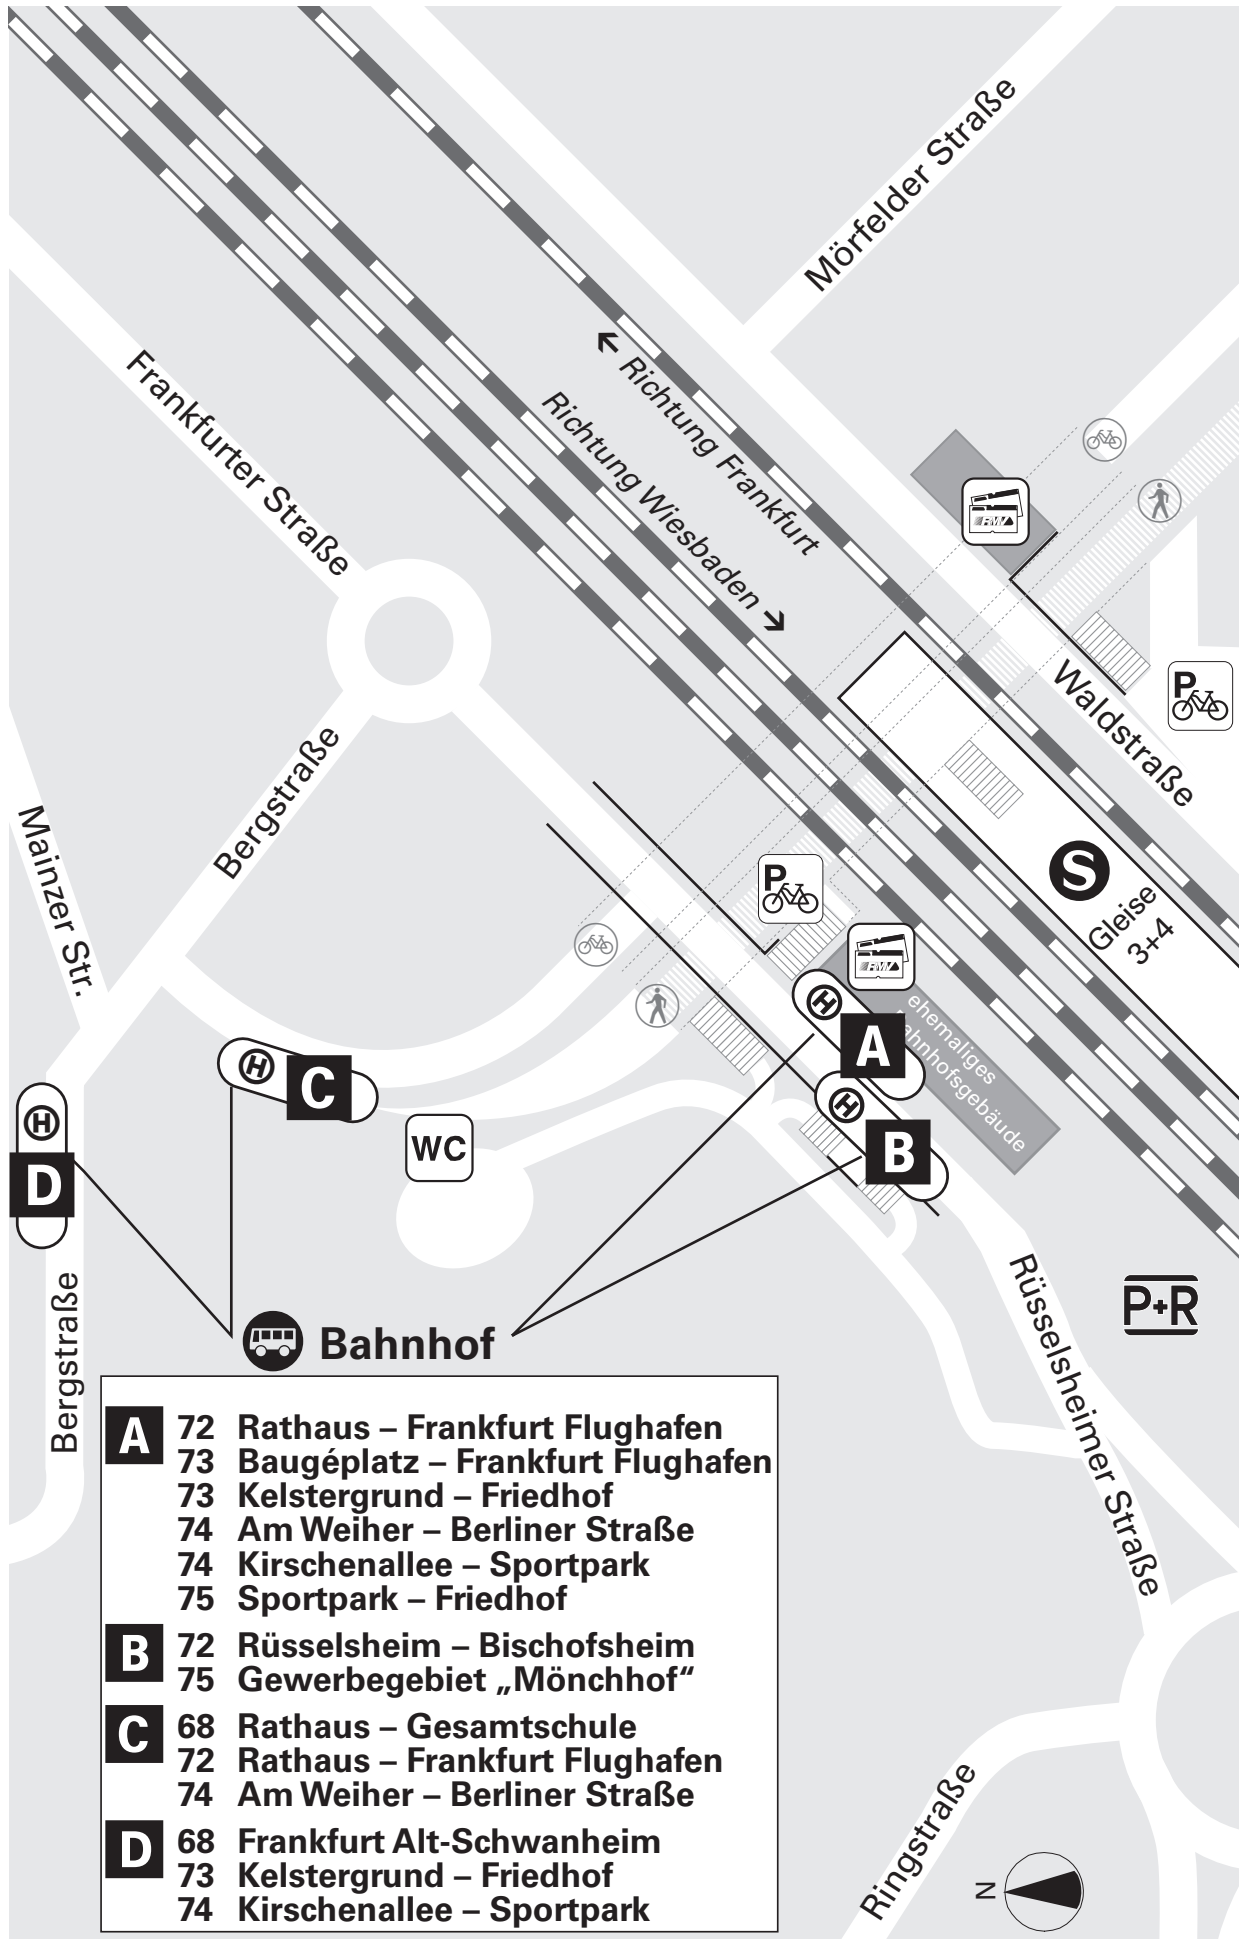 Mörfelder Straße
← Richtung Frankfurt
Richtung Wiesbaden →
Frankfurter Straße
RMV
Waldstraße
P
Bergstraße
Mainzer Str.
S
Gleise
3+4
P
RMV
H
A
ehemaliges
Bahnhofsgebäude
H
C
H
B
H
D
WC
Bergstraße
Rüsselsheimer Straße
P+R
Bahnhof
A 72 Rathaus – Frankfurt Flughafen
73 Baugéplatz – Frankfurt Flughafen
73 Kelstergrund – Friedhof
74 Am Weiher – Berliner Straße
74 Kirschenallee – Sportpark
75 Sportpark – Friedhof
B 72 Rüsselsheim – Bischofsheim
75 Gewerbegebiet „Mönchhof“
C 68 Rathaus – Gesamtschule
72 Rathaus – Frankfurt Flughafen
74 Am Weiher – Berliner Straße
D 68 Frankfurt Alt-Schwanheim
73 Kelstergrund – Friedhof
74 Kirschenallee – Sportpark
Ringstraße
N